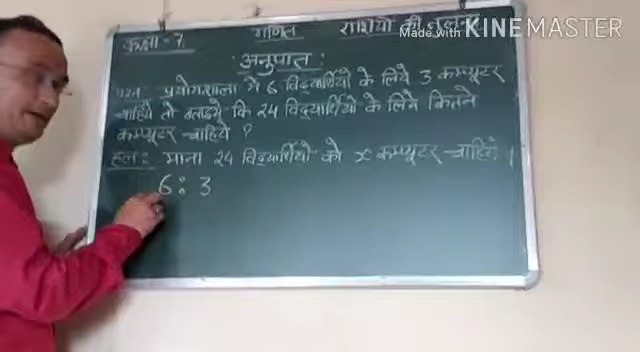 कक्षा - 7 गणित राशियों की तुलना
Made with KINEMASTER
अनुपात :
प्रश्न: प्रयोगशाला में 6 विद्यार्थियों के लिये 3 कम्प्यूटर
चाहिये तो बताइये कि 24 विद्यार्थियों के लिये कितने
कम्प्यूटर चाहिये ?
हल: माना 24 विद्यार्थियों को x कम्प्यूटर चाहिये ।
6 : 3